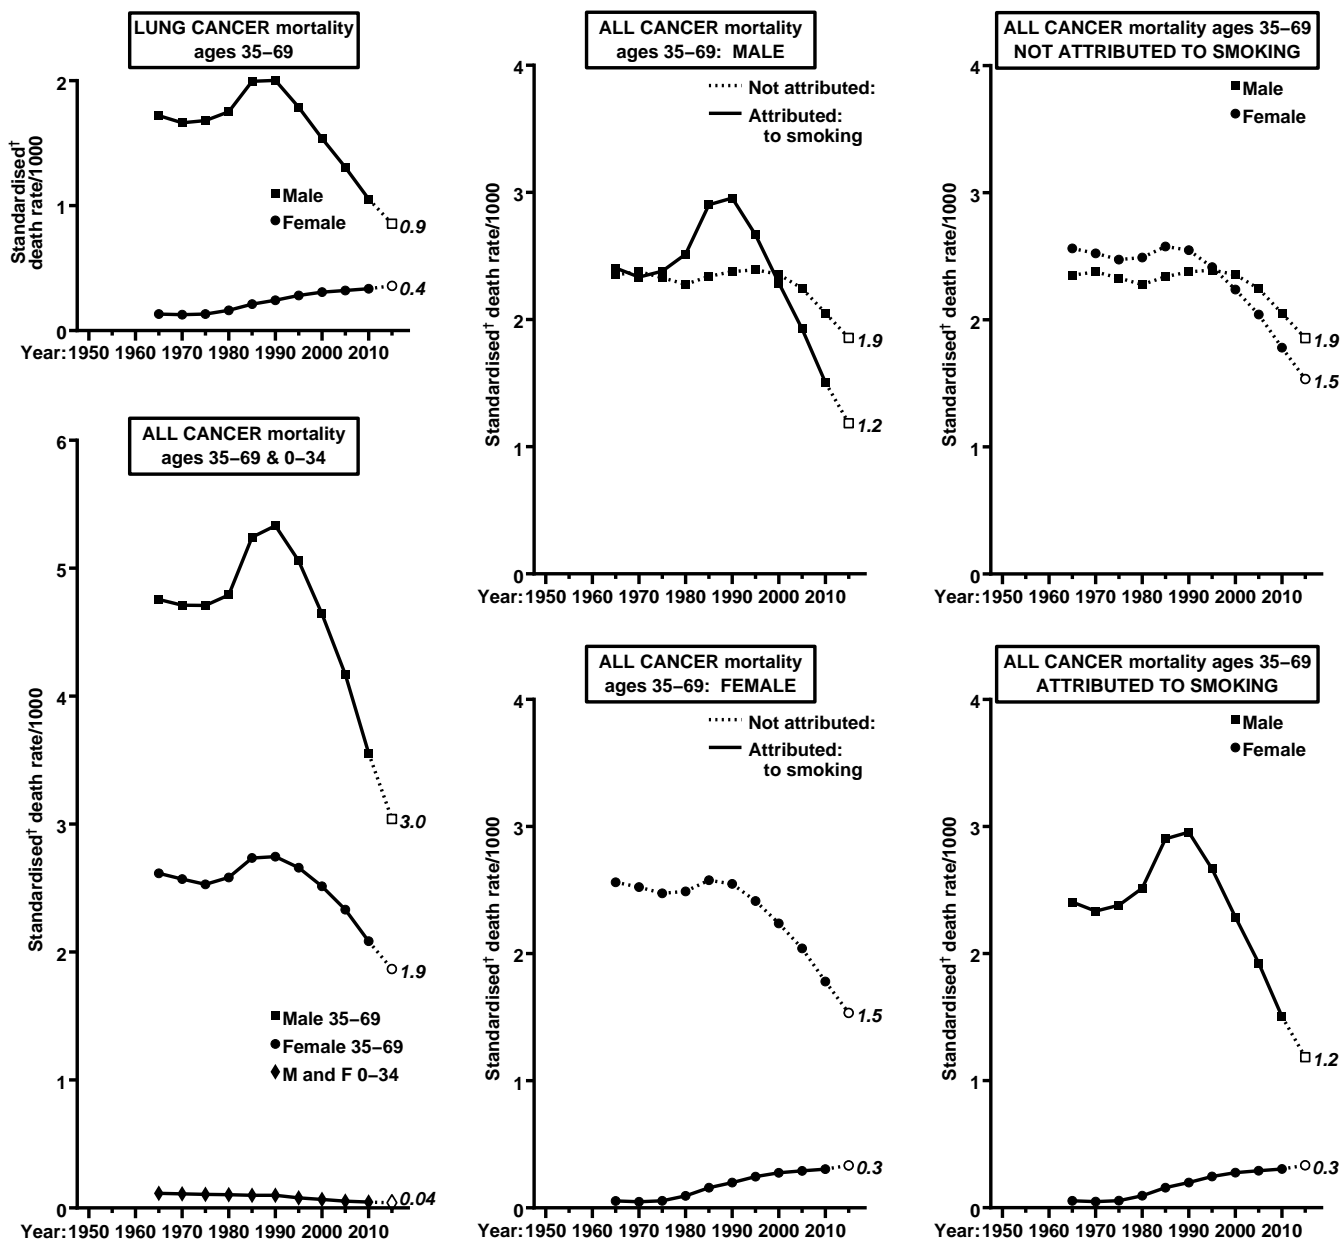 LUNG CANCER mortality
ages 35–69
2
1
0
Standardised†
death rate/1000
Male
Female
0.9
0.4
Year: 1950 1960 1970 1980 1990 2000 2010
ALL CANCER mortality
ages 35–69 & 0–34
6
5
4
3
2
1
0
Standardised† death rate/1000
3.0
1.9
Male 35–69
Female 35–69
M and F 0–34
0.04
Year: 1950 1960 1970 1980 1990 2000 2010
ALL CANCER mortality
ages 35–69: MALE
4
3
2
1
0
Standardised† death rate/1000
Not attributed:
Attributed:
to smoking
1.9
1.2
Year: 1950 1960 1970 1980 1990 2000 2010
ALL CANCER mortality
ages 35–69: FEMALE
4
3
2
1
0
Standardised† death rate/1000
Not attributed:
Attributed:
to smoking
1.5
0.3
Year: 1950 1960 1970 1980 1990 2000 2010
ALL CANCER mortality ages 35–69
NOT ATTRIBUTED TO SMOKING
4
3
2
1
0
Standardised† death rate/1000
Male
Female
1.9
1.5
Year: 1950 1960 1970 1980 1990 2000 2010
ALL CANCER mortality ages 35–69
ATTRIBUTED TO SMOKING
4
3
2
1
0
Standardised† death rate/1000
Male
Female
1.2
0.3
Year: 1950 1960 1970 1980 1990 2000 2010